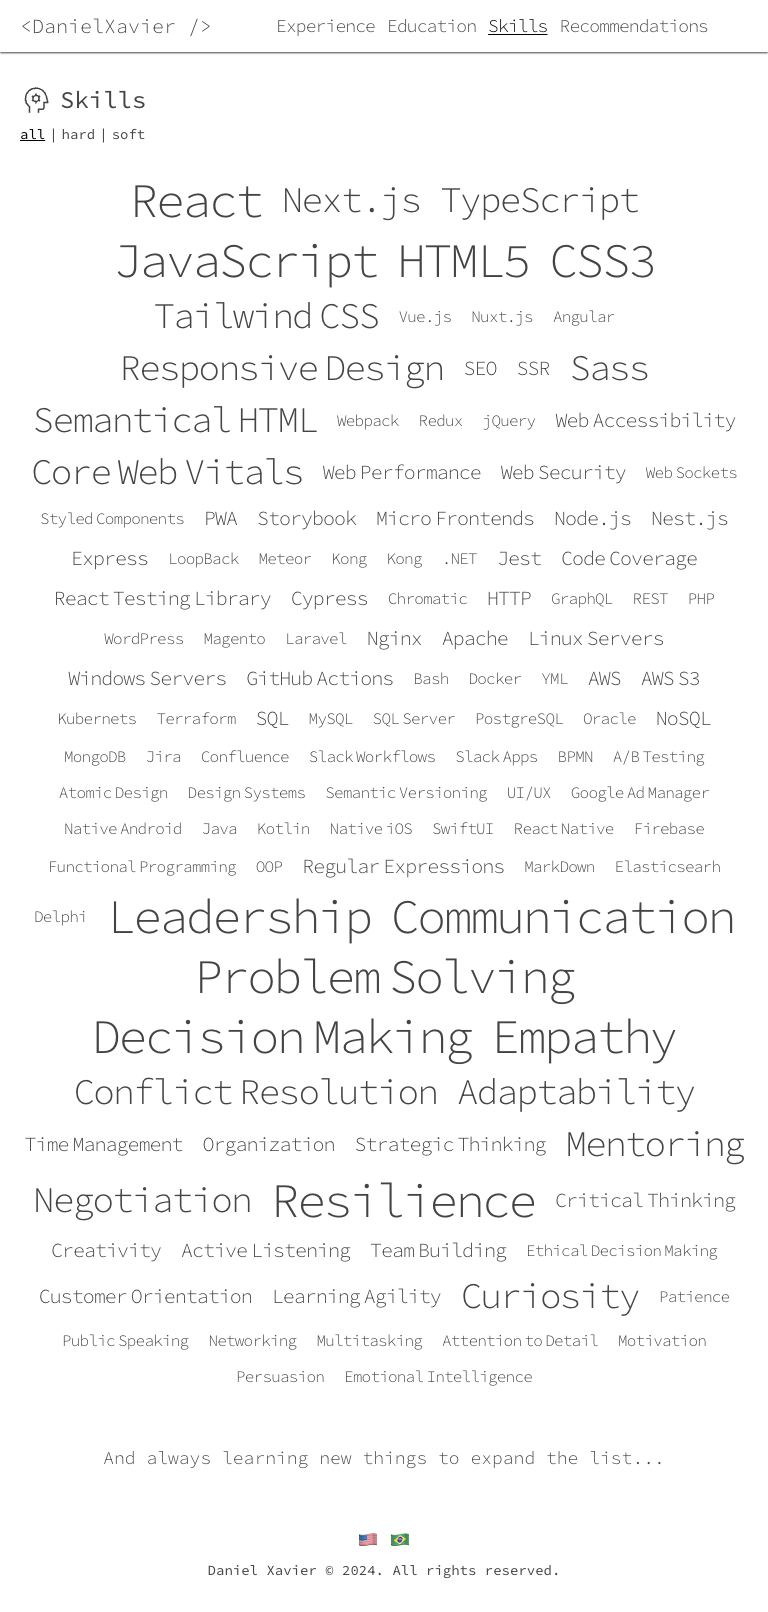 <DanielXavier /> Experience Education Skills Recommendations
Skills
all | hard | soft
React Next.js TypeScript
JavaScript HTML5 CSS3
Tailwind CSS Vue.js Nuxt.js Angular
Responsive Design SEO SSR Sass
Semantical HTML Webpack Redux jQuery Web Accessibility
Core Web Vitals Web Performance Web Security Web Sockets
Styled Components PWA Storybook Micro Frontends Node.js Nest.js
Express LoopBack Meteor Kong Kong .NET Jest Code Coverage
React Testing Library Cypress Chromatic HTTP GraphQL REST PHP
WordPress Magento Laravel Nginx Apache Linux Servers
Windows Servers GitHub Actions Bash Docker YML AWS AWS S3
Kubernets Terraform SQL MySQL SQL Server PostgreSQL Oracle NoSQL
MongoDB Jira Confluence Slack Workflows Slack Apps BPMN A/B Testing
Atomic Design Design Systems Semantic Versioning UI/UX Google Ad Manager
Native Android Java Kotlin Native iOS SwiftUI React Native Firebase
Functional Programming OOP Regular Expressions MarkDown Elasticsearh
Delphi Leadership Communication
Problem Solving
Decision Making Empathy
Conflict Resolution Adaptability
Time Management Organization Strategic Thinking Mentoring
Negotiation Resilience Critical Thinking
Creativity Active Listening Team Building Ethical Decision Making
Customer Orientation Learning Agility Curiosity Patience
Public Speaking Networking Multitasking Attention to Detail Motivation
Persuasion Emotional Intelligence
And always learning new things to expand the list...
Daniel Xavier © 2024. All rights reserved.